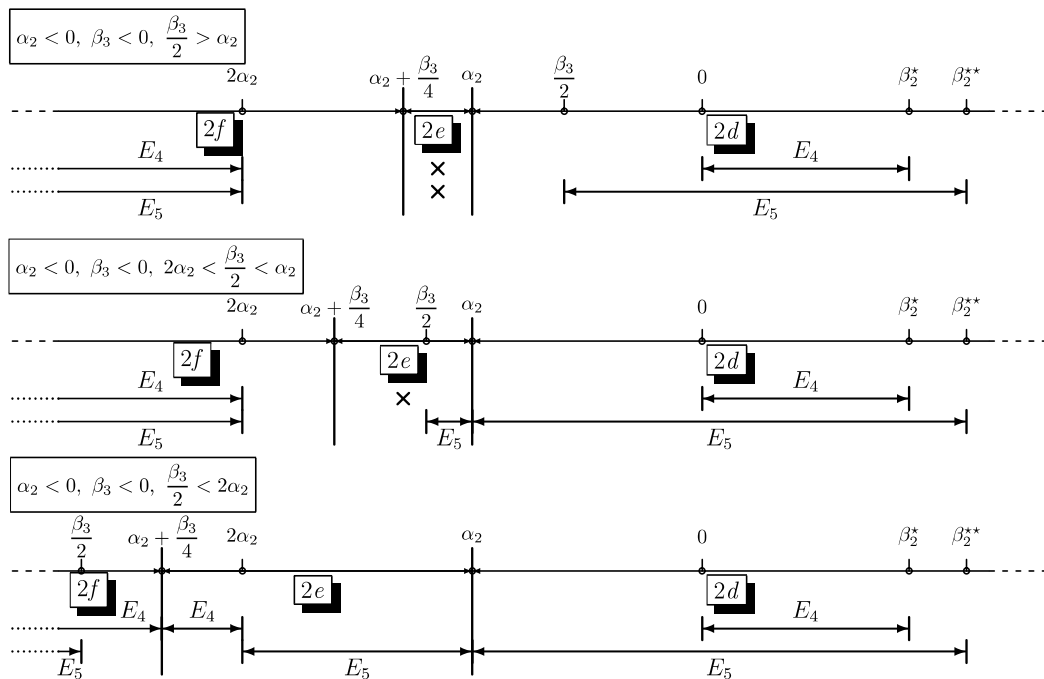 α₂ < 0, β₃ < 0, β₃/2 > α₂
2α₂ α₂ + β₃/4 α₂ β₃/2 0 β₂* β₂**
2f 2e 2d
E₄ × E₄
× 
E₅ E₅
α₂ < 0, β₃ < 0, 2α₂ < β₃/2 < α₂
2α₂ α₂ + β₃/4 β₃/2 α₂ 0 β₂* β₂**
2f 2e 2d
E₄ × E₄
E₅ E₅ E₅
α₂ < 0, β₃ < 0, β₃/2 < 2α₂
β₃/2 α₂ + β₃/4 2α₂ α₂ 0 β₂* β₂**
2f 2e 2d
E₄ E₄ E₄
E₅ E₅ E₅